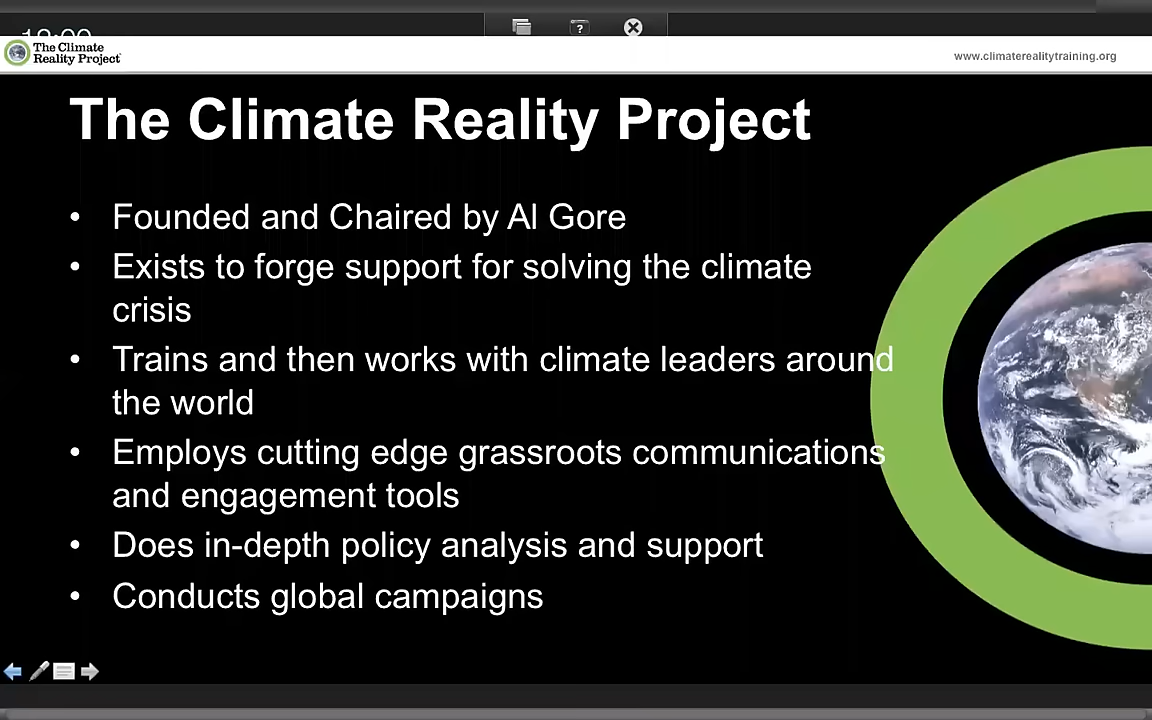 The Climate
Reality Project
www.climaterealitytraining.org
The Climate Reality Project
• Founded and Chaired by Al Gore
• Exists to forge support for solving the climate
crisis
• Trains and then works with climate leaders around
the world
• Employs cutting edge grassroots communications
and engagement tools
• Does in-depth policy analysis and support
• Conducts global campaigns